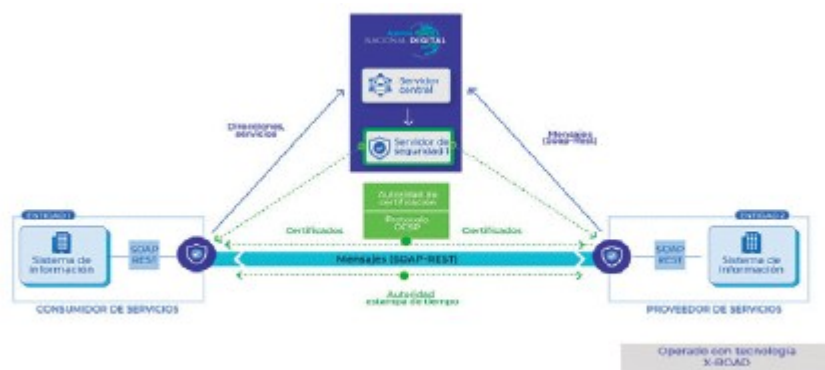 Agencia
NACIONAL DIGITAL
Servidor
central
Servidor de
seguridad 1
Direcciones,
servicios
Mensajes
(Soap-Rest)
Autoridad de
certificación
Protocolo
OCSP
ENTIDAD 1
Sistema de
información
SOAP
REST
Certificados
Certificados
Mensajes (SOAP-REST)
Autoridad
estampa de tiempo
ENTIDAD 2
SOAP
REST
Sistema de
Información
CONSUMIDOR DE SERVICIOS
PROVEEDOR DE SERVICIOS
Operado con tecnología
X-ROAD